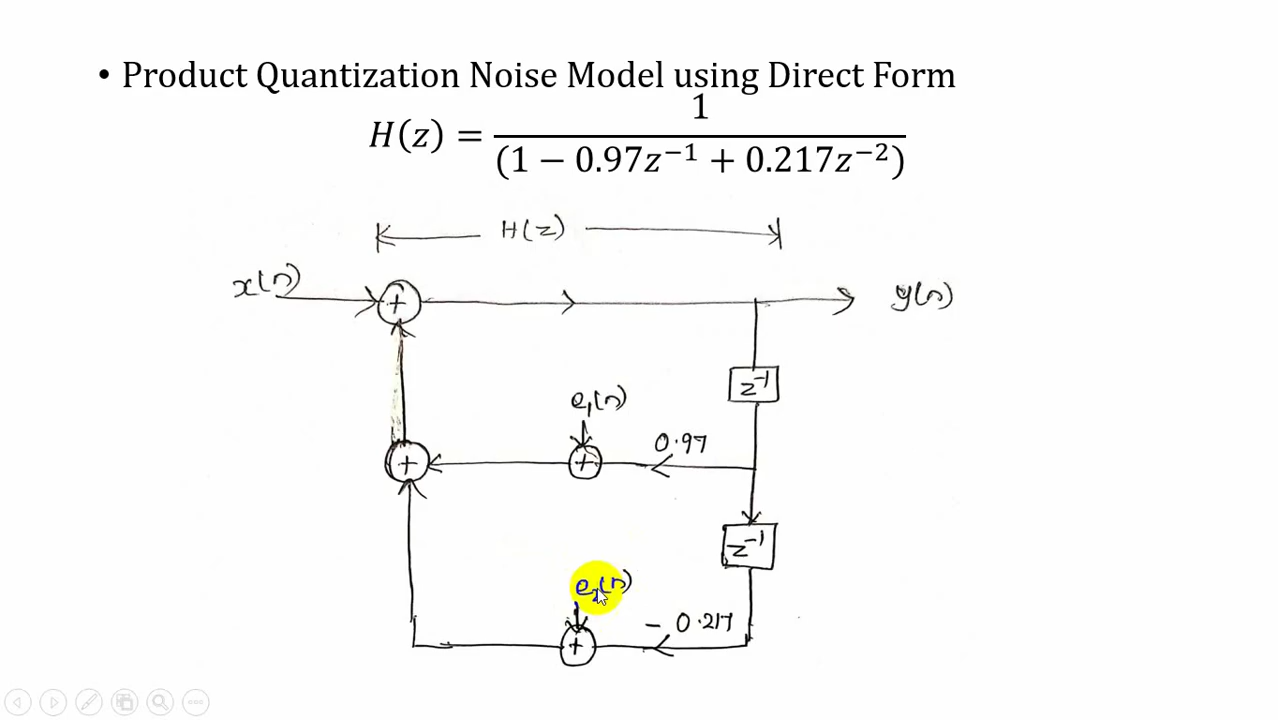 • Product Quantization Noise Model using Direct Form
H(z) = 1 / (1 − 0.97z⁻¹ + 0.217z⁻²)
H(z)
x(n)
+
y(n)
z⁻¹
e₁(n)
0.97
+
+
z⁻¹
e₂(n)
− 0.217
+